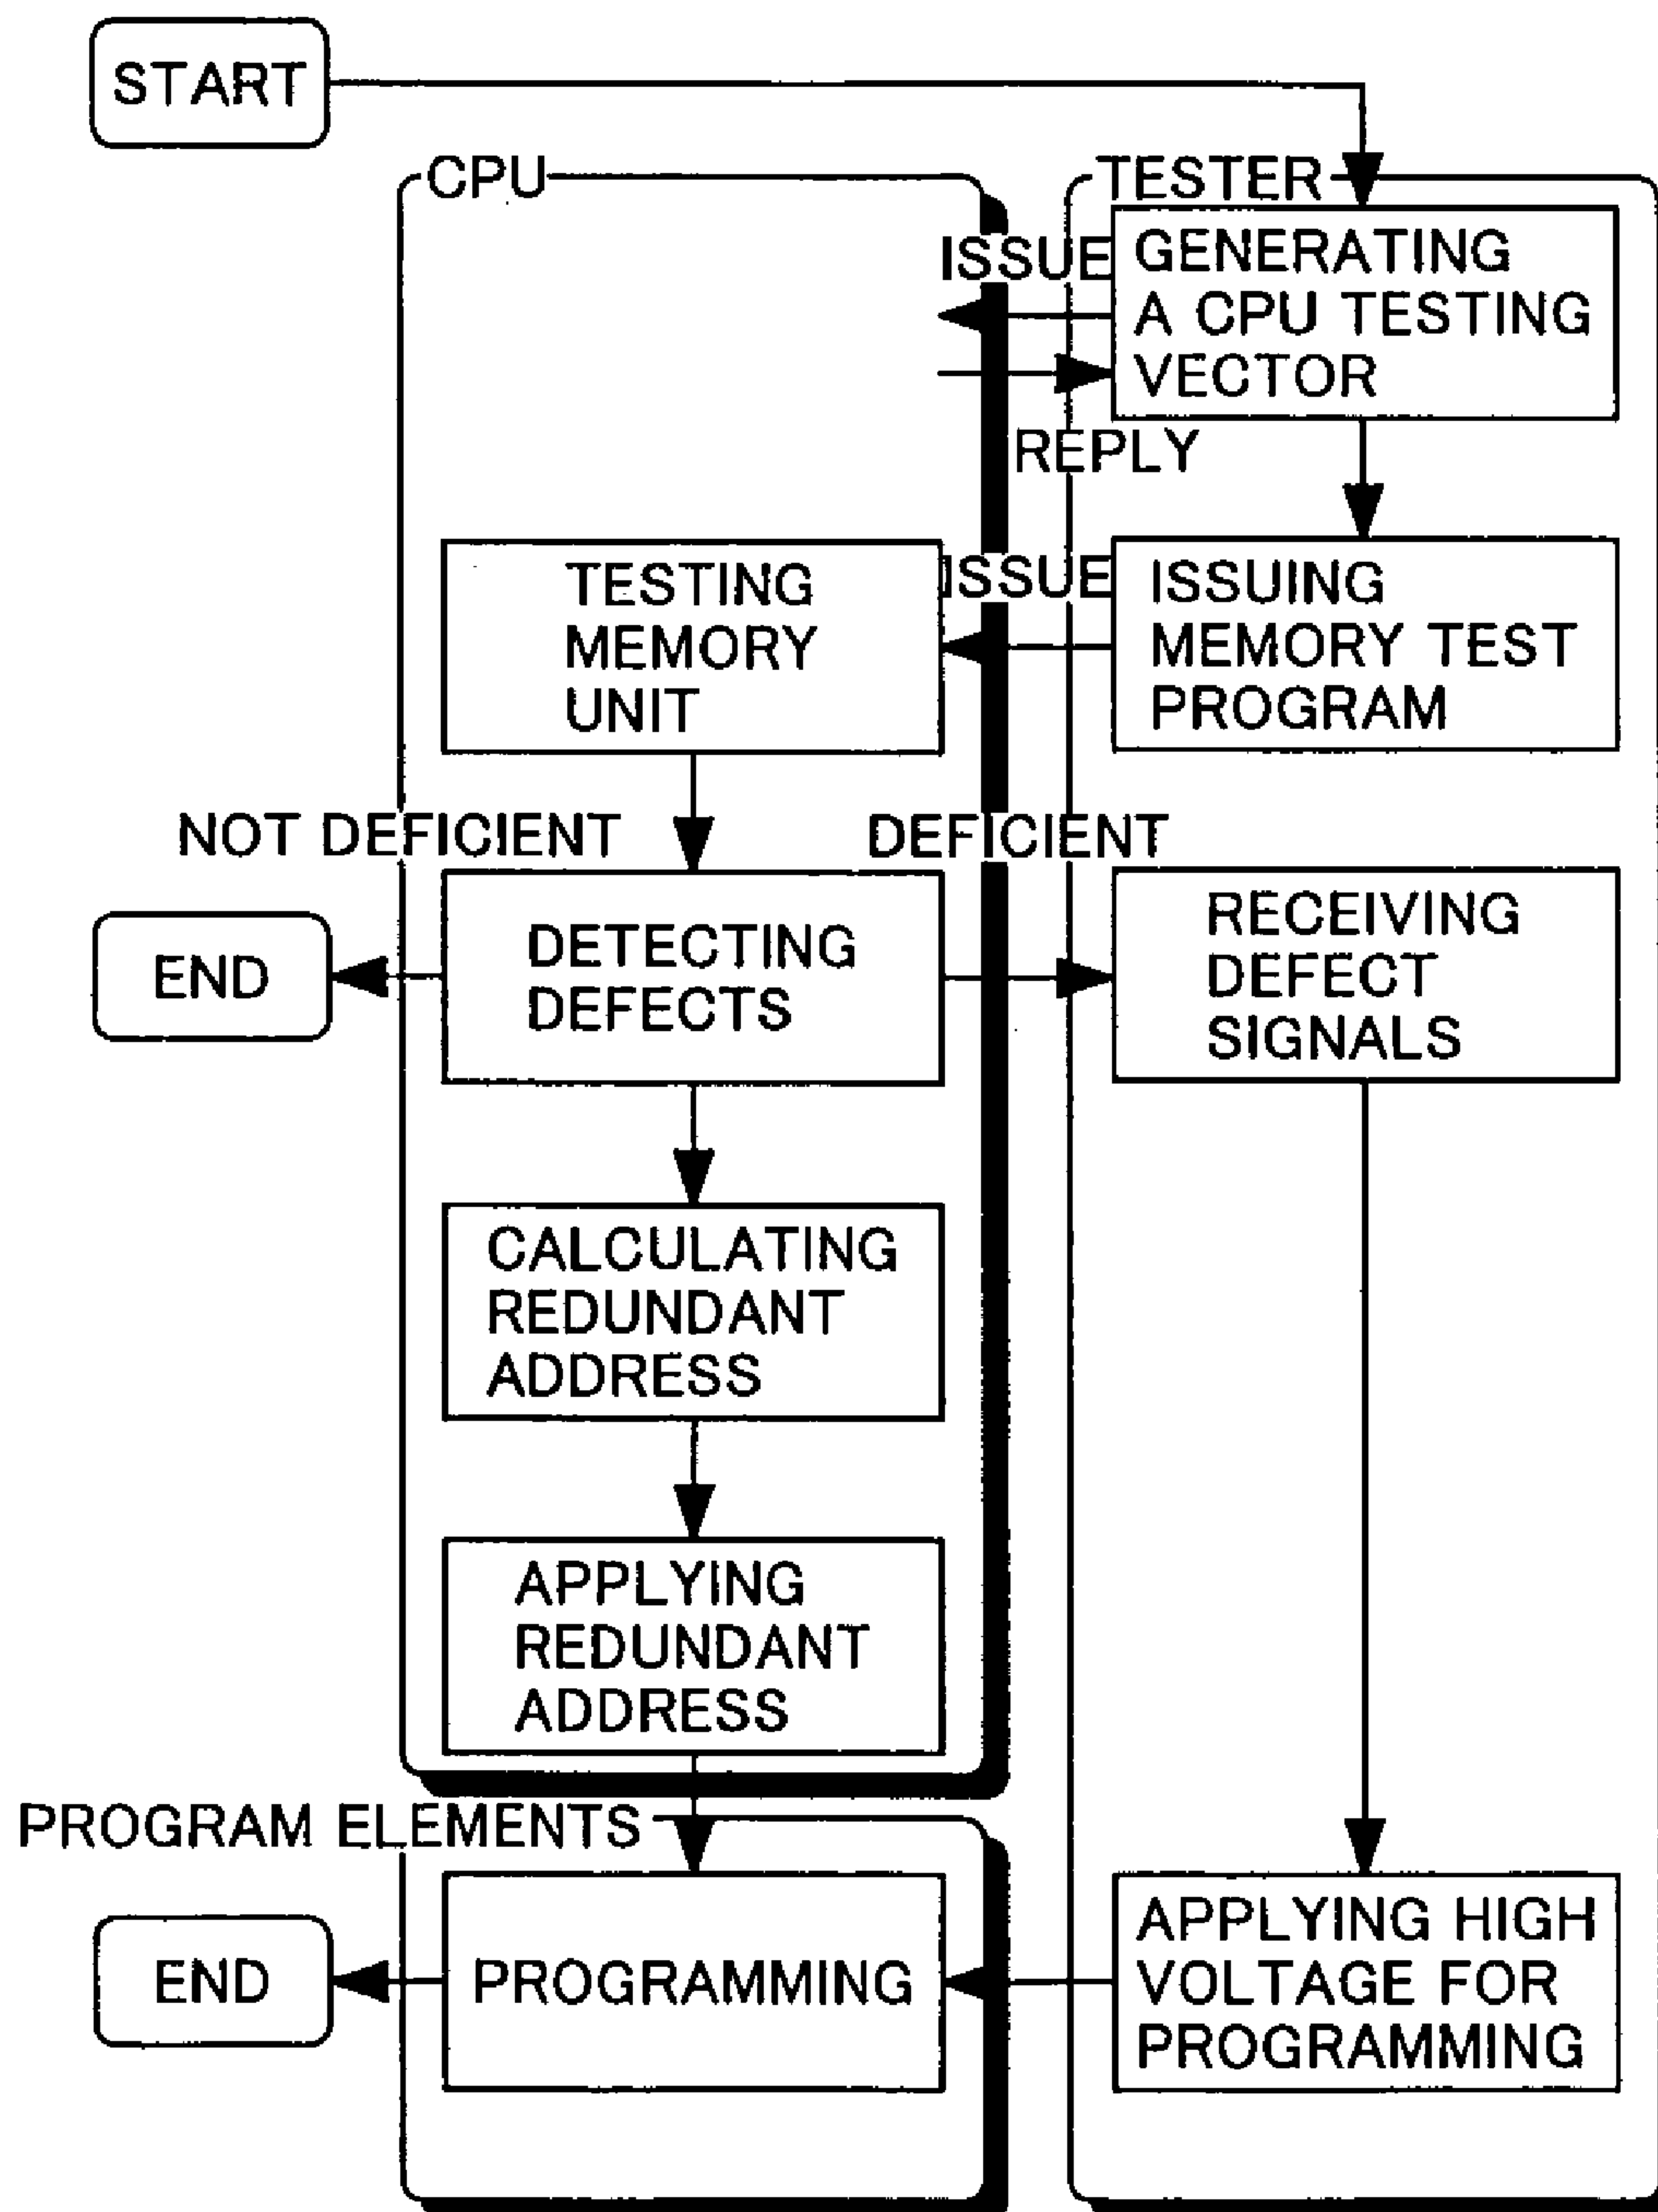 START
CPU
TESTER
ISSUE
GENERATING
A CPU TESTING
VECTOR
REPLY
TESTING
MEMORY
UNIT
ISSUE
ISSUING
MEMORY TEST
PROGRAM
NOT DEFICIENT
DEFICIENT
END
DETECTING
DEFECTS
RECEIVING
DEFECT
SIGNALS
CALCULATING
REDUNDANT
ADDRESS
APPLYING
REDUNDANT
ADDRESS
PROGRAM ELEMENTS
END
PROGRAMMING
APPLYING HIGH
VOLTAGE FOR
PROGRAMMING